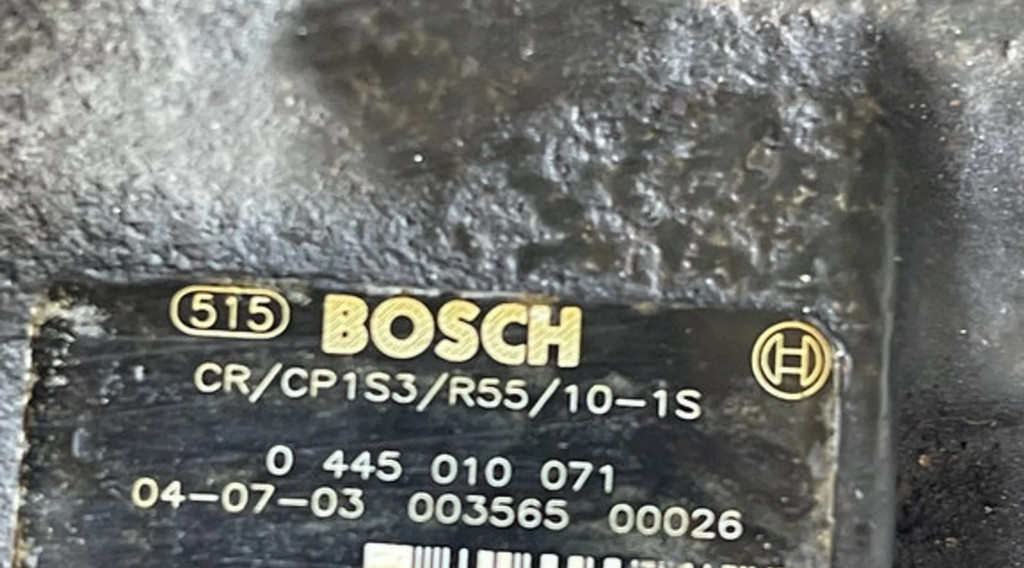 515 BOSCH
CR/CP1S3/R55/10-1S
0 445 010 071
04-07-03 003565 00026